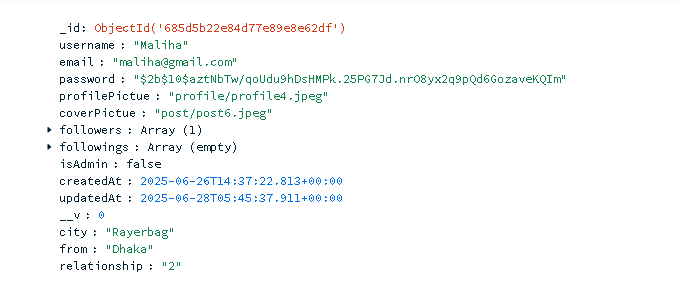 _id: ObjectId('685d5b22e84d77e89e8e62df')
username : "Maliha"
email : "maliha@gmail.com"
password : "$2b$10$aztNbTw/qoUdu9hDsHMPk.25PG7Jd.nrO8yx2q9pQd6GozaveKQIm"
profilePictue : "profile/profile4.jpeg"
coverPictue : "post/post6.jpeg"
followers : Array (1)
followings : Array (empty)
isAdmin : false
createdAt : 2025-06-26T14:37:22.813+00:00
updatedAt : 2025-06-28T05:45:37.911+00:00
__v : 0
city : "Rayerbag"
from : "Dhaka"
relationship : "2"